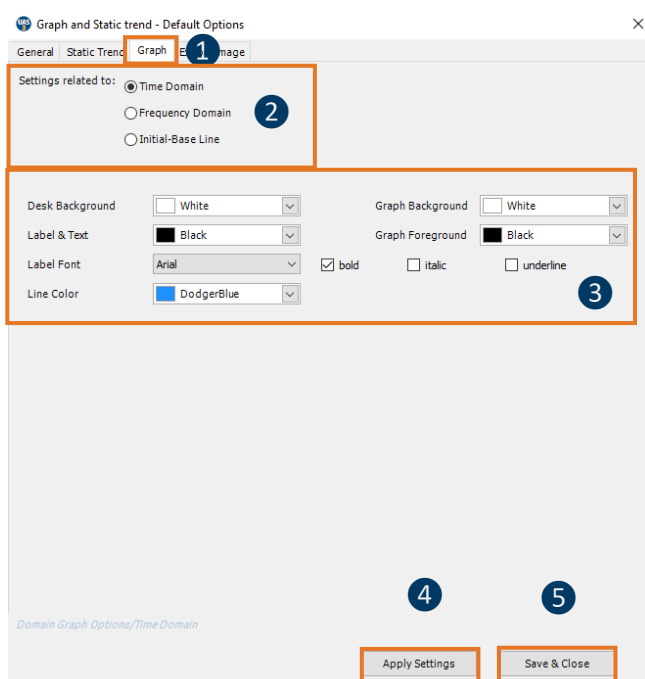 URS Graph and Static trend - Default Options
General Static Trend Graph 1 mage
Settings related to: Time Domain
Frequency Domain 2
Initial-Base Line
Desk Background White Graph Background White
Label & Text Black Graph Foreground Black
Label Font Arial bold italic underline
Line Color DodgerBlue 3
4 5
Domain Graph Options/Time Domain
Apply Settings Save & Close